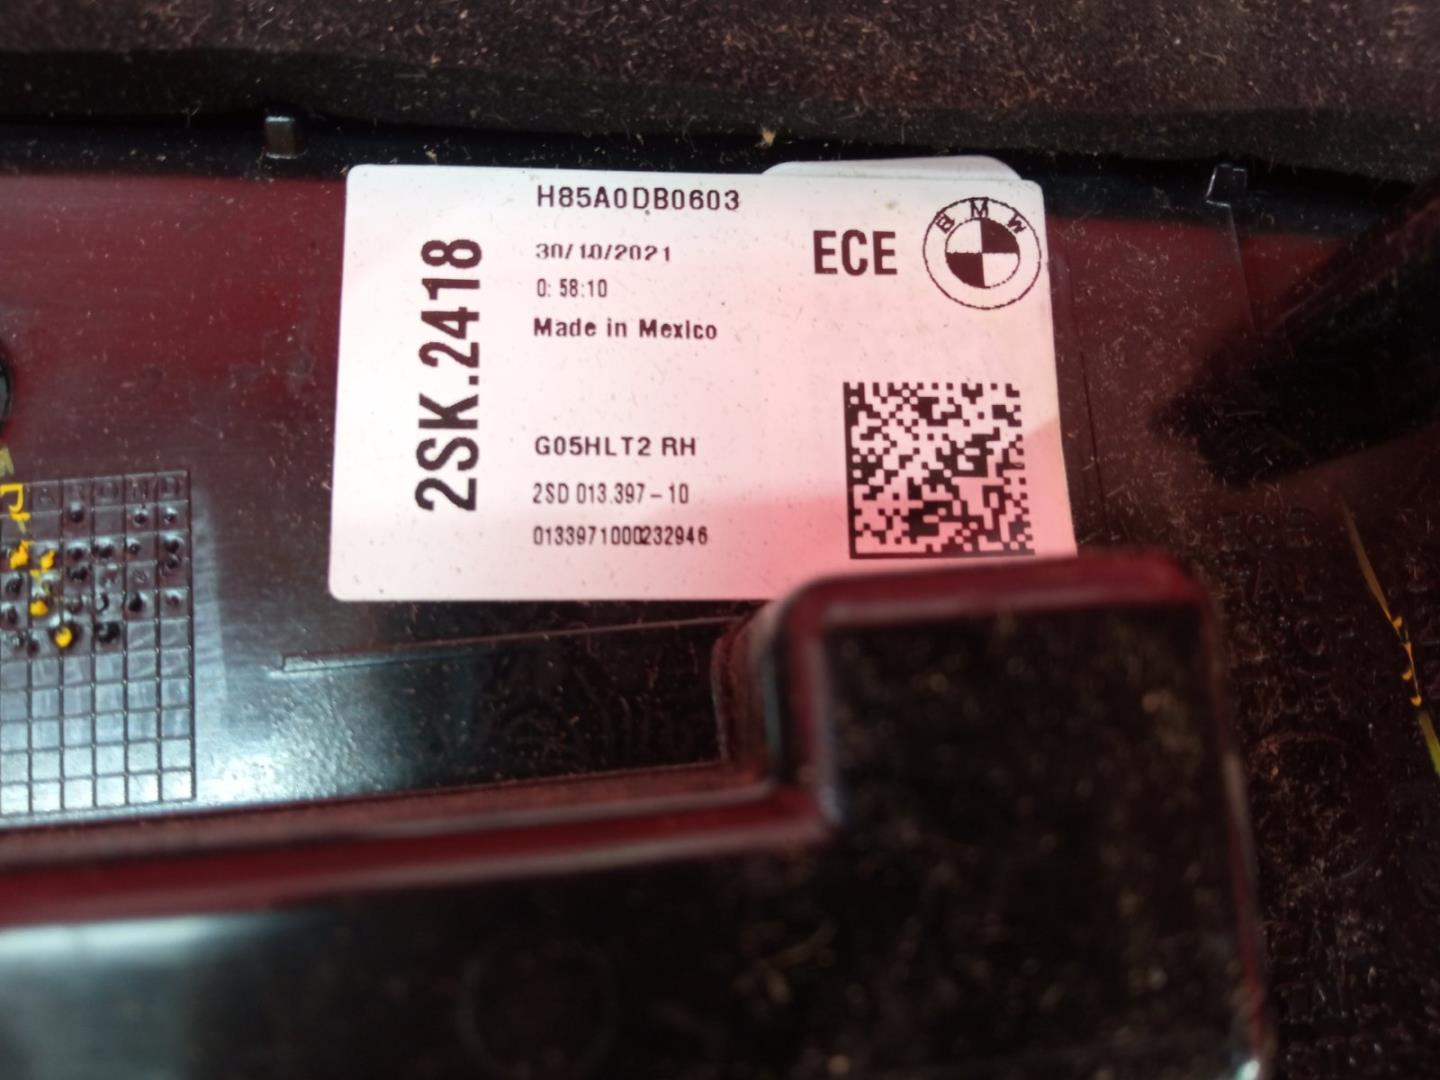 H85A0DB0603
30/10/2021
0:58:10
Made in Mexico
ECE
BMW
2SK.2418
G05HLT2 RH
2SD 013.397-10
0133971000232946